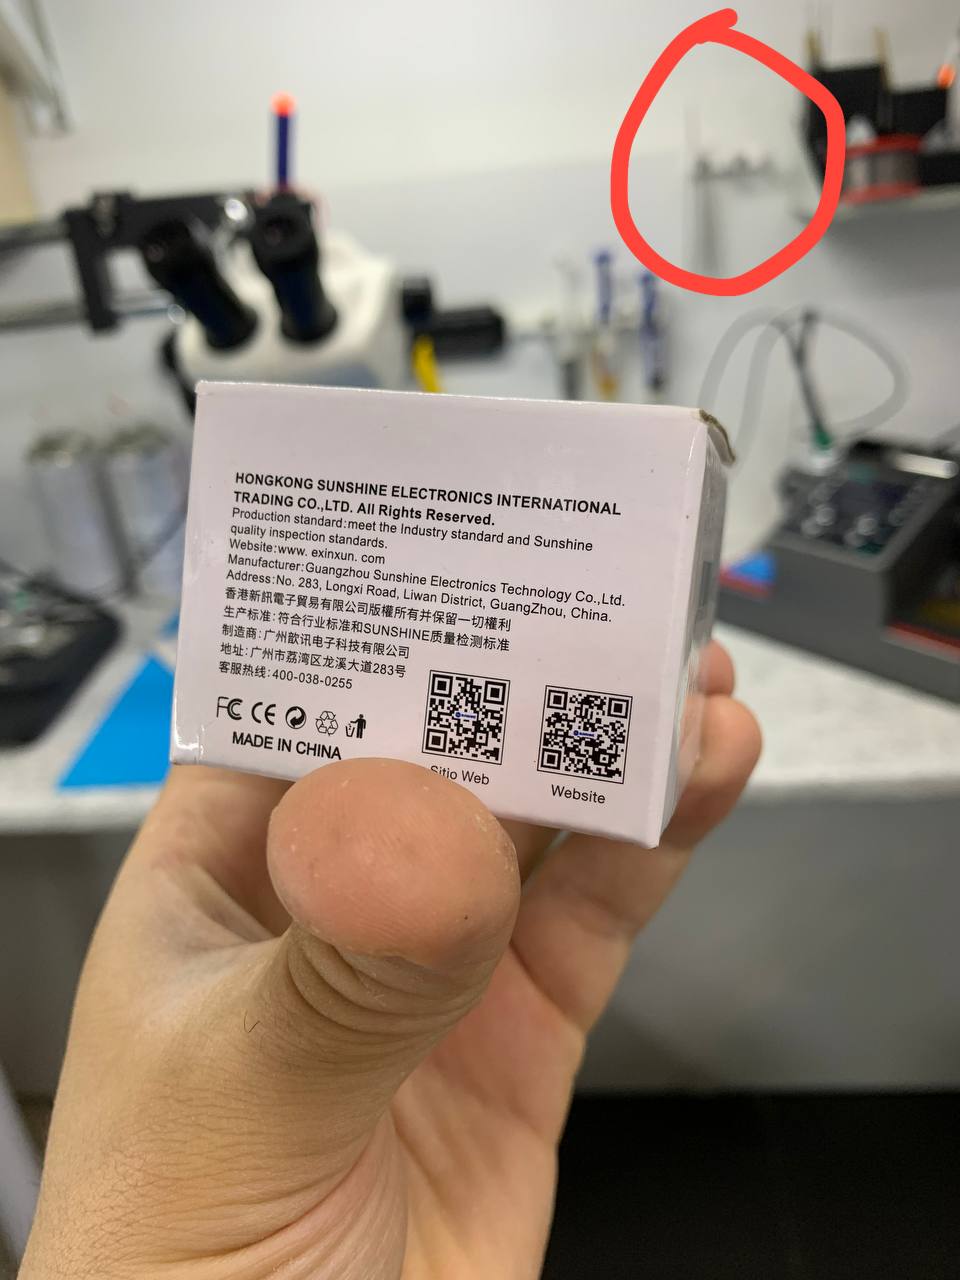 HONGKONG SUNSHINE ELECTRONICS INTERNATIONAL
TRADING CO.,LTD. All Rights Reserved.
Production standard:meet the Industry standard and Sunshine
quality inspection standards.
Website:www. exinxun. com
Manufacturer:Guangzhou Sunshine Electronics Technology Co.,Ltd.
Address:No. 283, Longxi Road, Liwan District, GuangZhou, China.
香港新訊電子貿易有限公司版權所有并保留一切權利
生产标准:符合行业标准和SUNSHINE质量检测标准
制造商:广州歆讯电子科技有限公司
地址:广州市荔湾区龙溪大道283号
客服热线:400-038-0255
FC CE
MADE IN CHINA
Sitio Web
Website